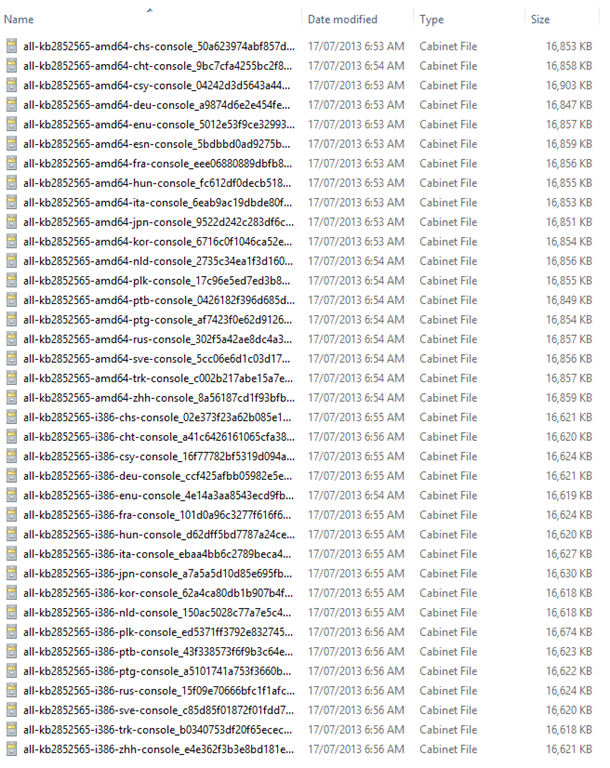 Name Date modified Type Size
all-kb2852565-amd64-chs-console_50a623974abf857d... 17/07/2013 6:53 AM Cabinet File 16,853 KB
all-kb2852565-amd64-cht-console_9bc7cfa4255bc2f8... 17/07/2013 6:54 AM Cabinet File 16,858 KB
all-kb2852565-amd64-csy-console_04242d3d5643a44... 17/07/2013 6:53 AM Cabinet File 16,903 KB
all-kb2852565-amd64-deu-console_a9874d6e2e454fe... 17/07/2013 6:53 AM Cabinet File 16,847 KB
all-kb2852565-amd64-enu-console_5012e53f9ce32993... 17/07/2013 6:53 AM Cabinet File 16,857 KB
all-kb2852565-amd64-esn-console_5bdbbd0ad9275b... 17/07/2013 6:53 AM Cabinet File 16,859 KB
all-kb2852565-amd64-fra-console_eee06880889dbfb8... 17/07/2013 6:53 AM Cabinet File 16,856 KB
all-kb2852565-amd64-hun-console_fc612df0decb518... 17/07/2013 6:53 AM Cabinet File 16,855 KB
all-kb2852565-amd64-ita-console_6eab9ac19dbde80f... 17/07/2013 6:53 AM Cabinet File 16,853 KB
all-kb2852565-amd64-jpn-console_9522d242c283df6c... 17/07/2013 6:53 AM Cabinet File 16,851 KB
all-kb2852565-amd64-kor-console_6716c0f1046ca52e... 17/07/2013 6:53 AM Cabinet File 16,854 KB
all-kb2852565-amd64-nld-console_2735c34ea1f3d160... 17/07/2013 6:54 AM Cabinet File 16,856 KB
all-kb2852565-amd64-plk-console_17c96e5ed7ed3b8... 17/07/2013 6:54 AM Cabinet File 16,855 KB
all-kb2852565-amd64-ptb-console_0426182f396d685d... 17/07/2013 6:54 AM Cabinet File 16,849 KB
all-kb2852565-amd64-ptg-console_af7423f0e62d9126... 17/07/2013 6:54 AM Cabinet File 16,854 KB
all-kb2852565-amd64-rus-console_302f5a42ae8dc4a3... 17/07/2013 6:54 AM Cabinet File 16,857 KB
all-kb2852565-amd64-sve-console_5cc06e6d1c03d17... 17/07/2013 6:54 AM Cabinet File 16,856 KB
all-kb2852565-amd64-trk-console_c002b217abe15a7e... 17/07/2013 6:54 AM Cabinet File 16,857 KB
all-kb2852565-amd64-zhh-console_8a56187cd1f93bfb... 17/07/2013 6:54 AM Cabinet File 16,859 KB
all-kb2852565-i386-chs-console_02e373f23a62b085e1... 17/07/2013 6:55 AM Cabinet File 16,621 KB
all-kb2852565-i386-cht-console_a41c6426161065cfa38... 17/07/2013 6:56 AM Cabinet File 16,620 KB
all-kb2852565-i386-csy-console_16f77782bf5319d094a... 17/07/2013 6:55 AM Cabinet File 16,624 KB
all-kb2852565-i386-deu-console_ccf425afbb05982e5e... 17/07/2013 6:55 AM Cabinet File 16,621 KB
all-kb2852565-i386-enu-console_4e14a3aa8543ecd9fb... 17/07/2013 6:54 AM Cabinet File 16,619 KB
all-kb2852565-i386-fra-console_101d0a96c3277f616f6... 17/07/2013 6:55 AM Cabinet File 16,624 KB
all-kb2852565-i386-hun-console_d62dff5bd7787a24ce... 17/07/2013 6:55 AM Cabinet File 16,620 KB
all-kb2852565-i386-ita-console_ebaa4bb6c2789beca4... 17/07/2013 6:55 AM Cabinet File 16,627 KB
all-kb2852565-i386-jpn-console_a7a5a5d10d85e695fb... 17/07/2013 6:55 AM Cabinet File 16,630 KB
all-kb2852565-i386-kor-console_62a4ca80db1b907b4f... 17/07/2013 6:55 AM Cabinet File 16,618 KB
all-kb2852565-i386-nld-console_150ac5028c77a7e5c4... 17/07/2013 6:55 AM Cabinet File 16,618 KB
all-kb2852565-i386-plk-console_ed5371ff3792e832745... 17/07/2013 6:56 AM Cabinet File 16,674 KB
all-kb2852565-i386-ptb-console_43f338573f6f9b3c64e... 17/07/2013 6:56 AM Cabinet File 16,623 KB
all-kb2852565-i386-ptg-console_a5101741a753f3660b... 17/07/2013 6:56 AM Cabinet File 16,622 KB
all-kb2852565-i386-rus-console_15f09e70666bfc1f1afc... 17/07/2013 6:56 AM Cabinet File 16,624 KB
all-kb2852565-i386-sve-console_c85d85f01872f01fdd7... 17/07/2013 6:56 AM Cabinet File 16,620 KB
all-kb2852565-i386-trk-console_b0340753df20f65ecec... 17/07/2013 6:56 AM Cabinet File 16,618 KB
all-kb2852565-i386-zhh-console_e4e362f3b3e8bd181e... 17/07/2013 6:56 AM Cabinet File 16,621 KB